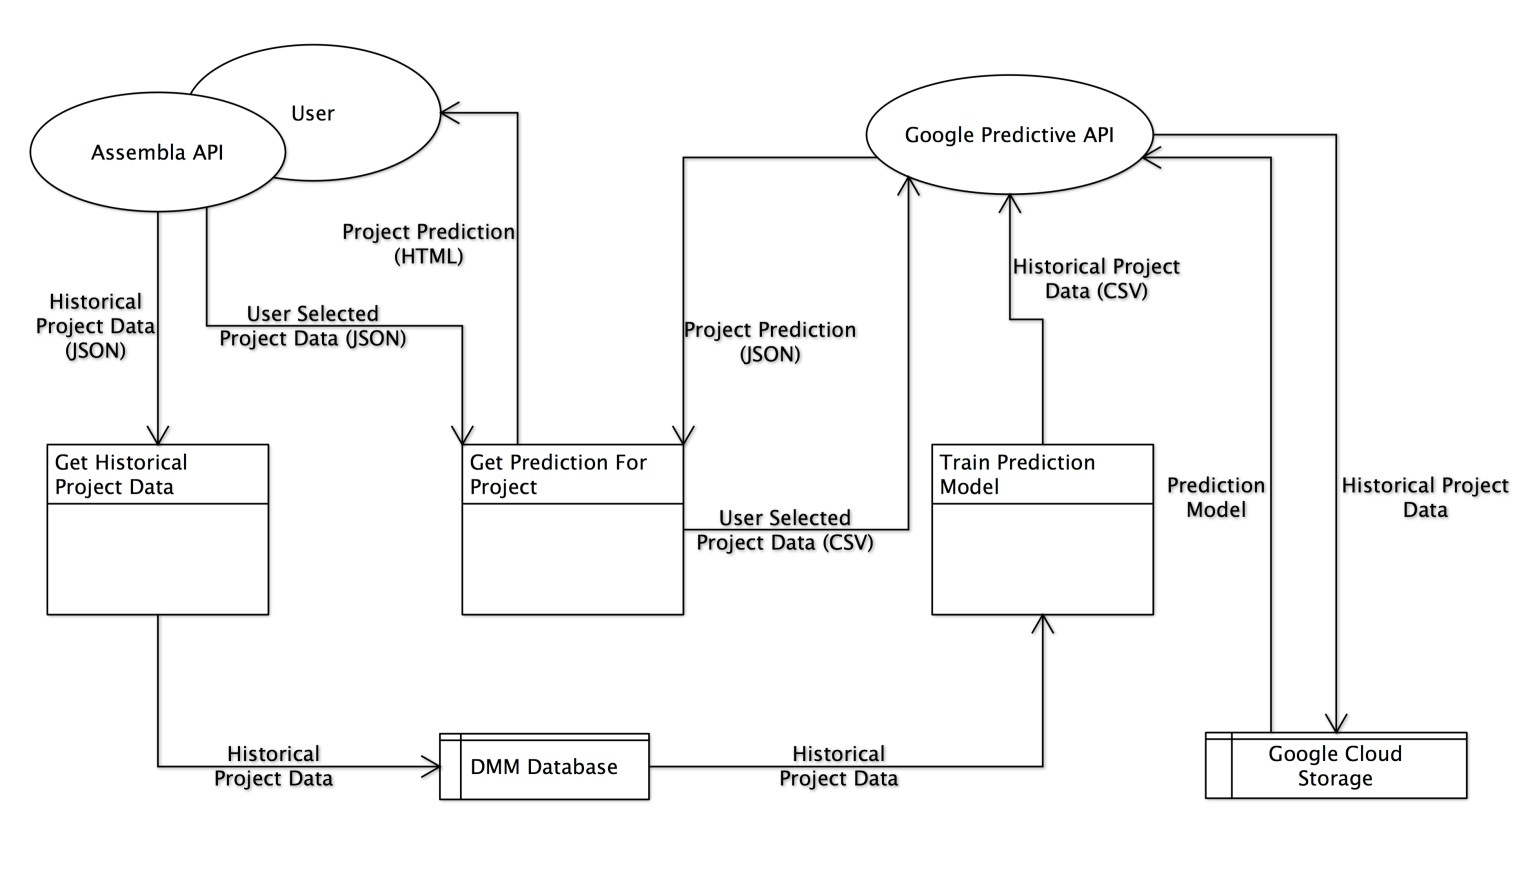 User
Assembla API
Google Predictive API
Project Prediction
(HTML)
Historical Project
Data (CSV)
Historical
Project Data
(JSON)
User Selected
Project Data (JSON)
Project Prediction
(JSON)
Get Historical
Project Data
Get Prediction For
Project
Train Prediction
Model
Prediction
Model
Historical Project
Data
User Selected
Project Data (CSV)
Historical
Project Data
DMM Database
Historical
Project Data
Google Cloud
Storage